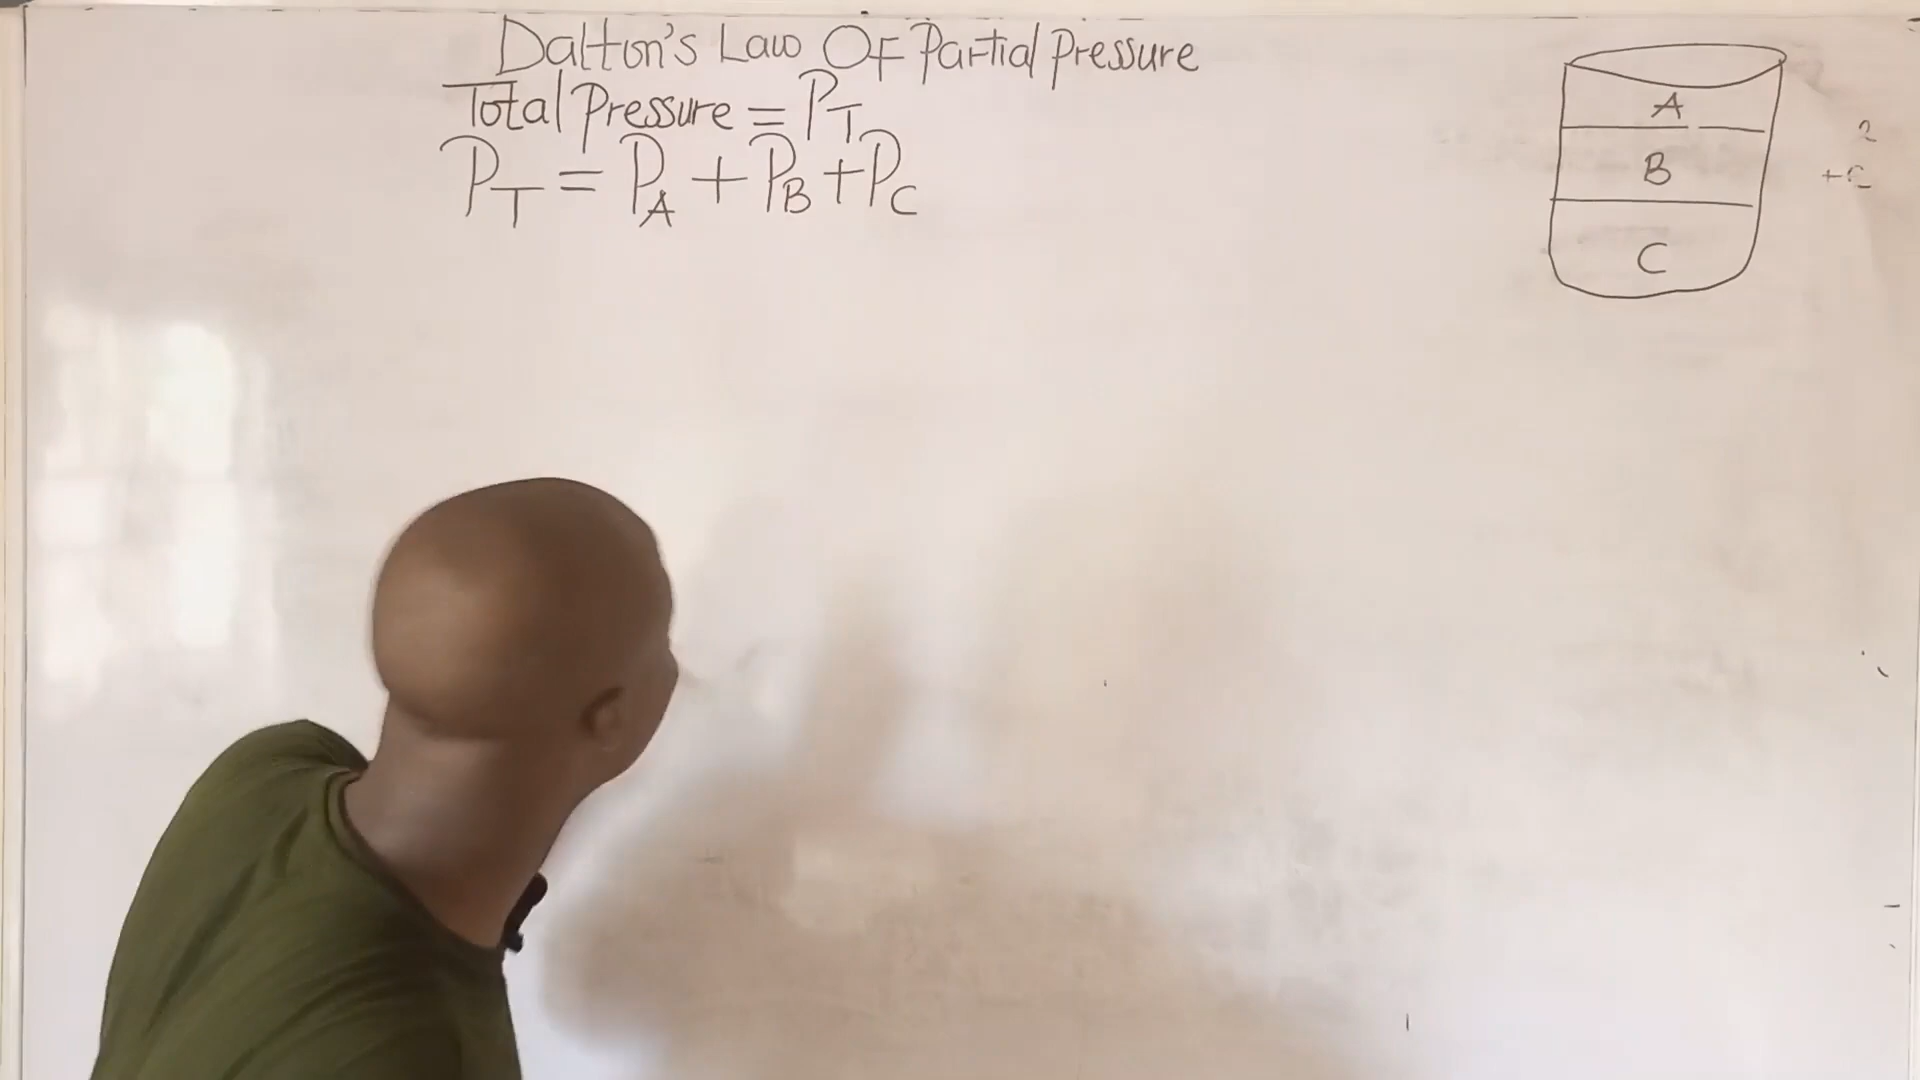 Dalton's Law Of Partial Pressure
Total Pressure = P_T
P_T = P_A + P_B + P_C
A
B
C